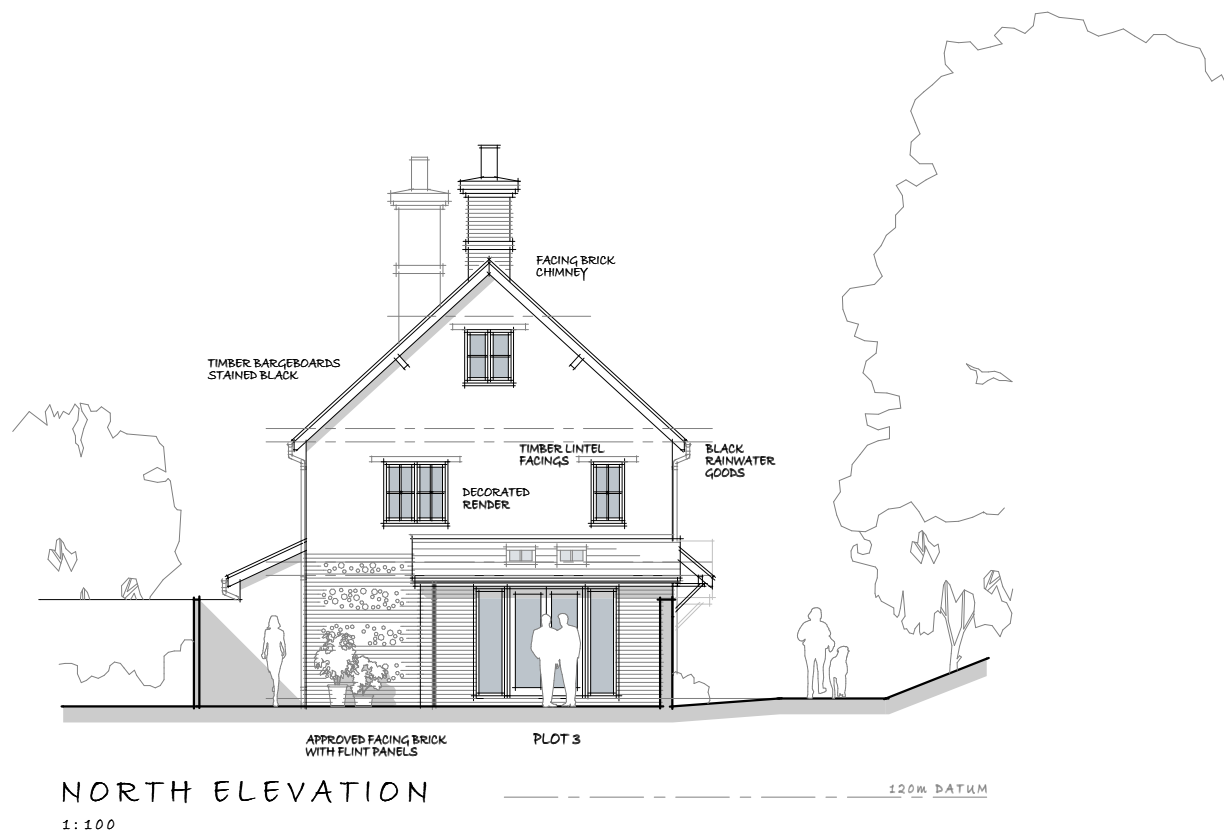 FACING BRICK
CHIMNEY
TIMBER BARGEBOARDS
STAINED BLACK
TIMBER LINTEL
FACINGS
BLACK
RAINWATER
GOODS
DECORATED
RENDER
APPROVED FACING BRICK
WITH FLINT PANELS
PLOT 3
NORTH ELEVATION
120m DATUM
1:100